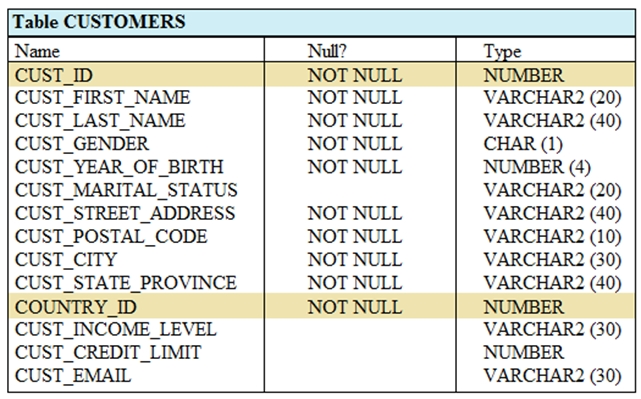 Table CUSTOMERS
Name Null? Type
CUST_ID NOT NULL NUMBER
CUST_FIRST_NAME NOT NULL VARCHAR2 (20)
CUST_LAST_NAME NOT NULL VARCHAR2 (40)
CUST_GENDER NOT NULL CHAR (1)
CUST_YEAR_OF_BIRTH NOT NULL NUMBER (4)
CUST_MARITAL_STATUS VARCHAR2 (20)
CUST_STREET_ADDRESS NOT NULL VARCHAR2 (40)
CUST_POSTAL_CODE NOT NULL VARCHAR2 (10)
CUST_CITY NOT NULL VARCHAR2 (30)
CUST_STATE_PROVINCE NOT NULL VARCHAR2 (40)
COUNTRY_ID NOT NULL NUMBER
CUST_INCOME_LEVEL VARCHAR2 (30)
CUST_CREDIT_LIMIT NUMBER
CUST_EMAIL VARCHAR2 (30)